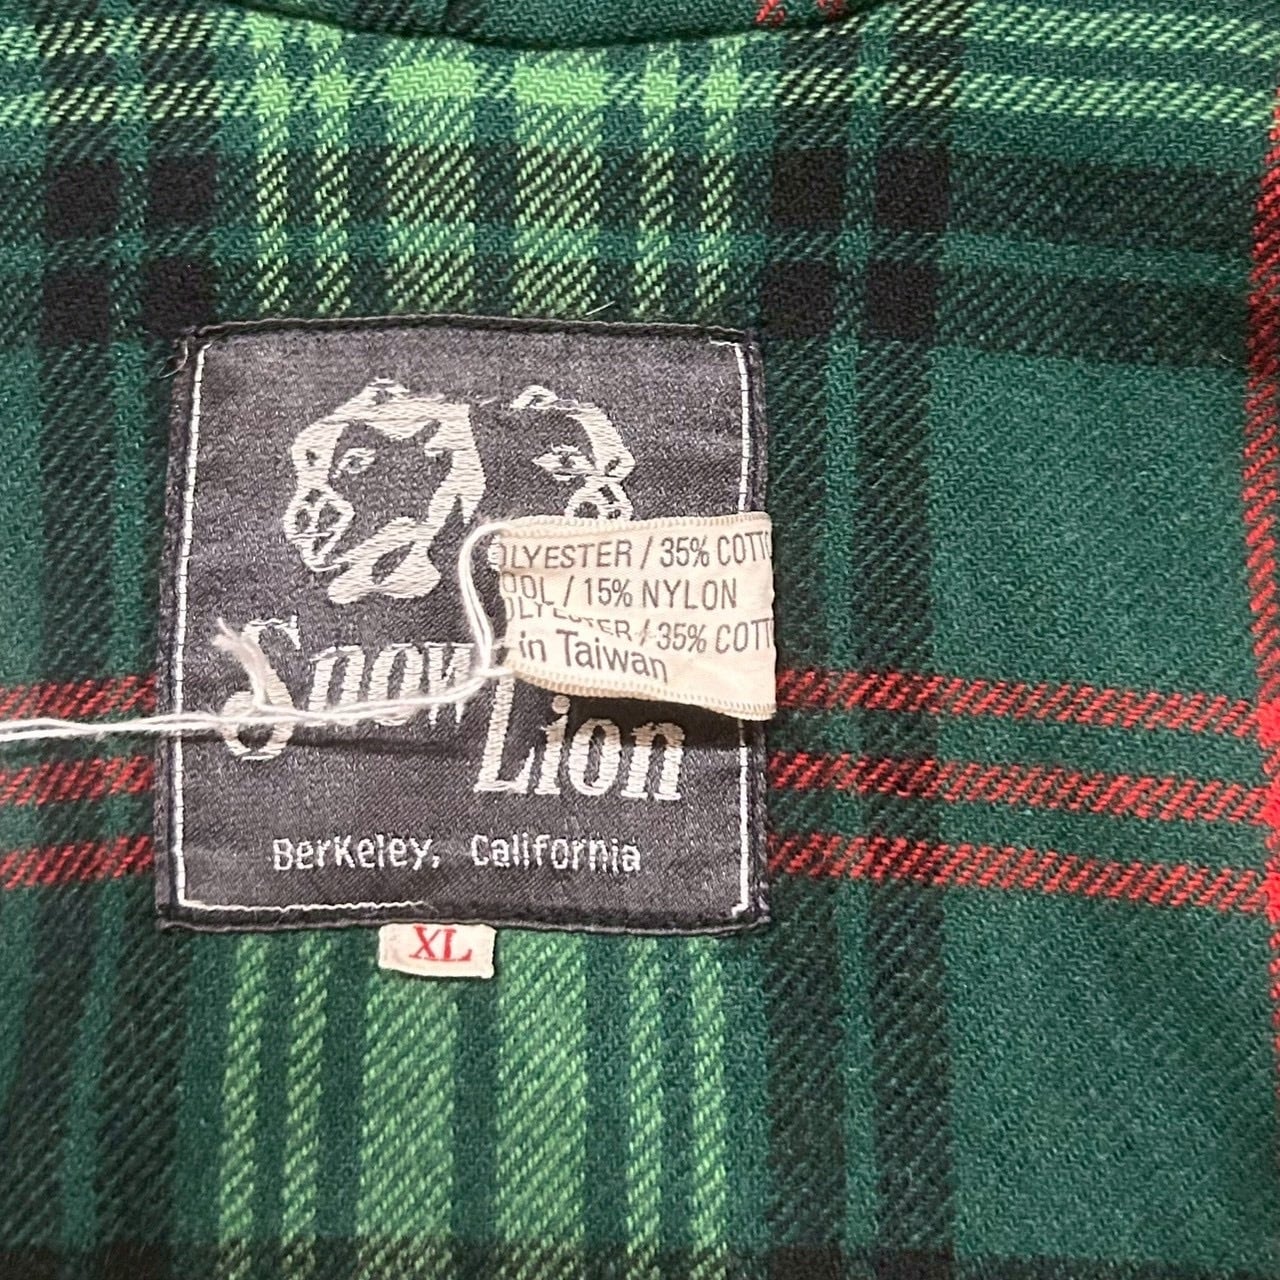 OLYESTER / 35% COTTO
OOL / 15% NYLON
OLYESTER / 35% COTTO
in Taiwan
Snow
Lion
BerKeley, California
XL